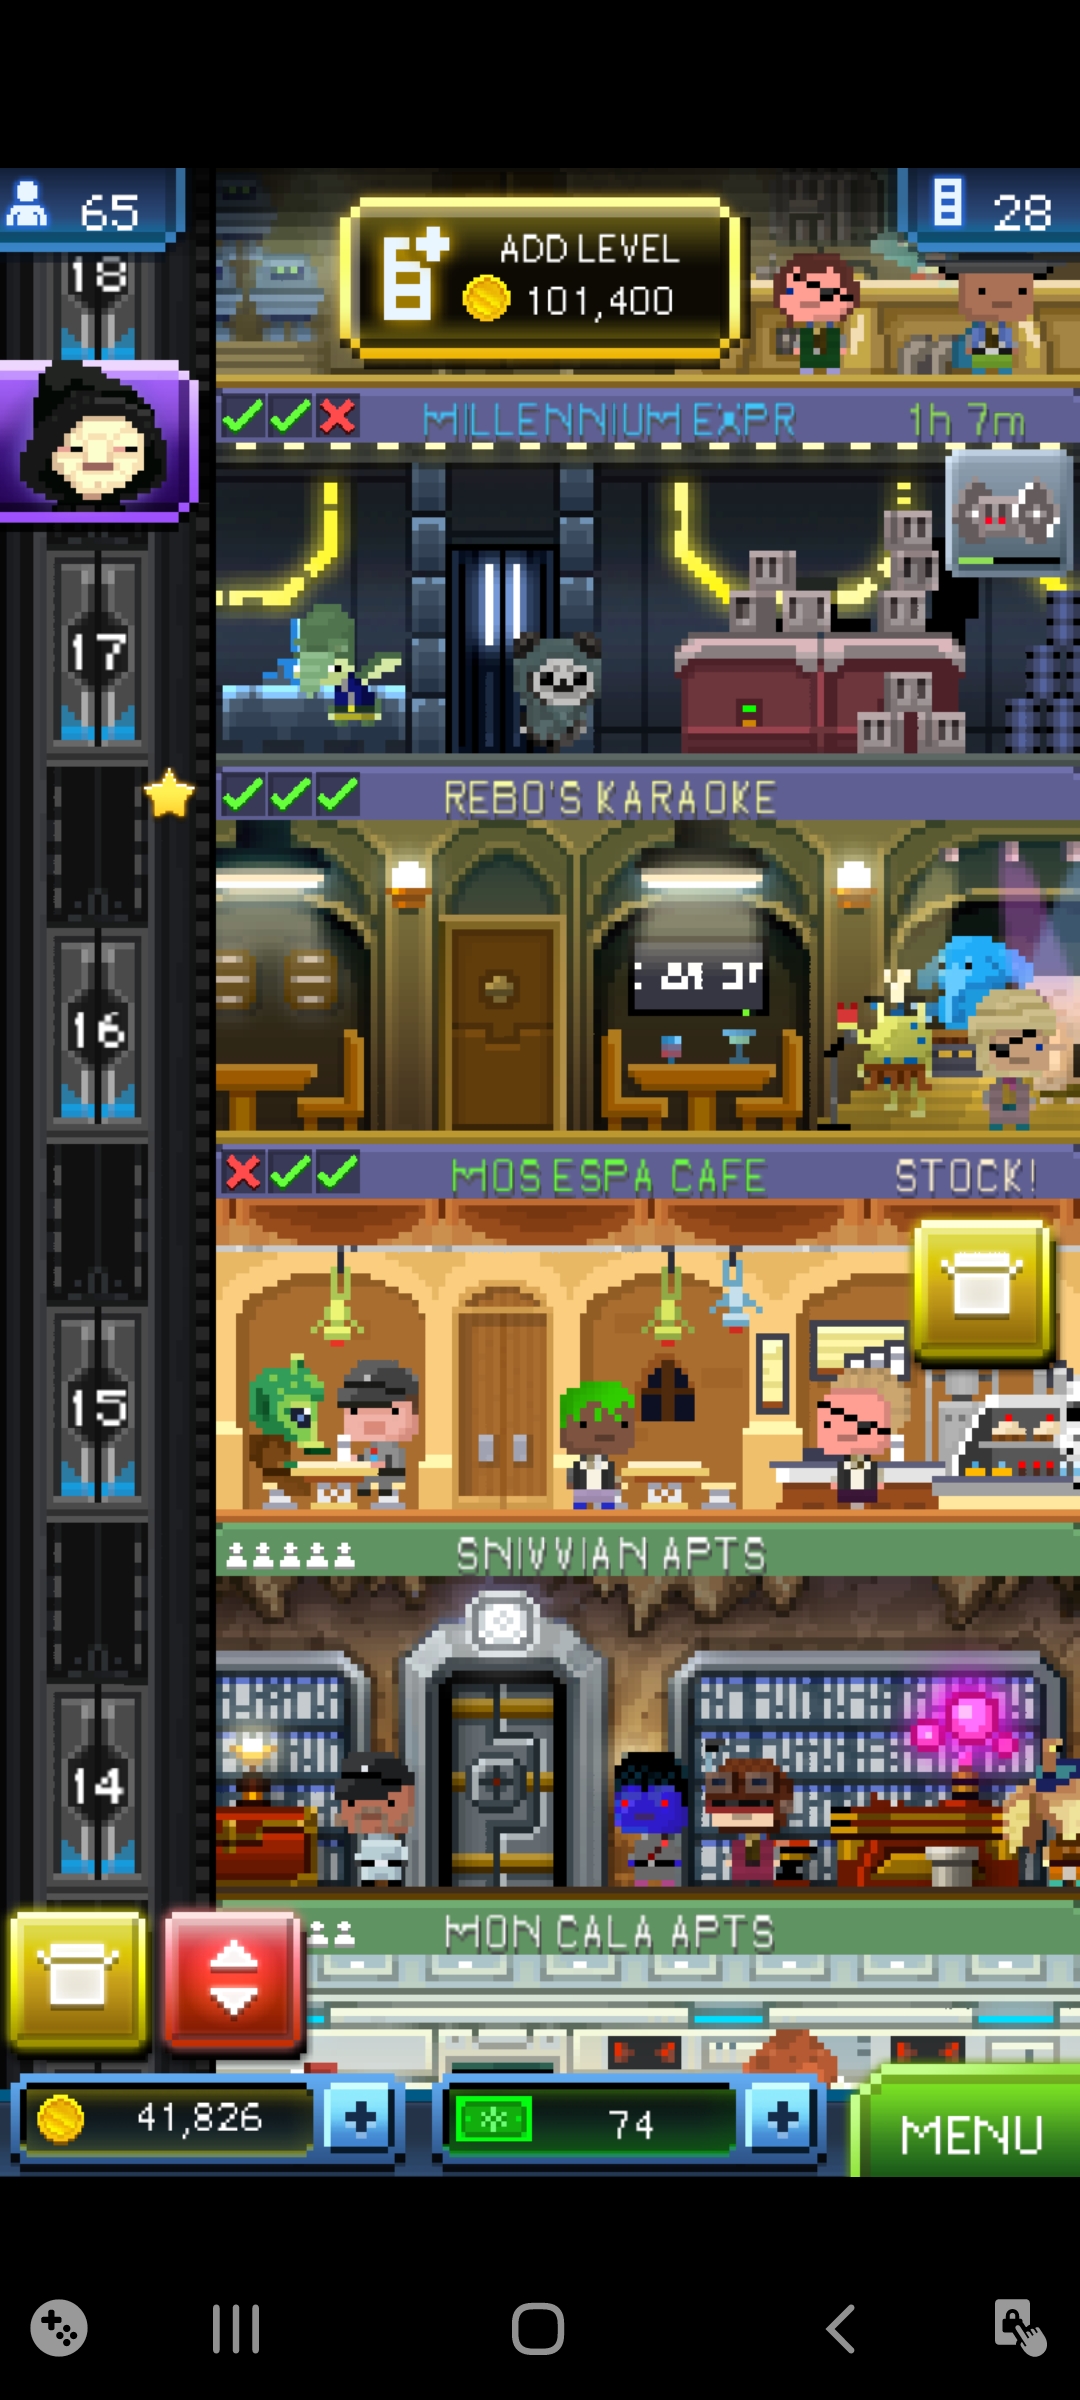 65
ADD LEVEL
101,400
28
18
MILLENNIUM EXPR
1h 7m
17
REBO'S KARAOKE
16
MOS ESPA CAFE
STOCK!
15
SNIVVIAN APTS
14
MON CALA APTS
41,826
74
MENU